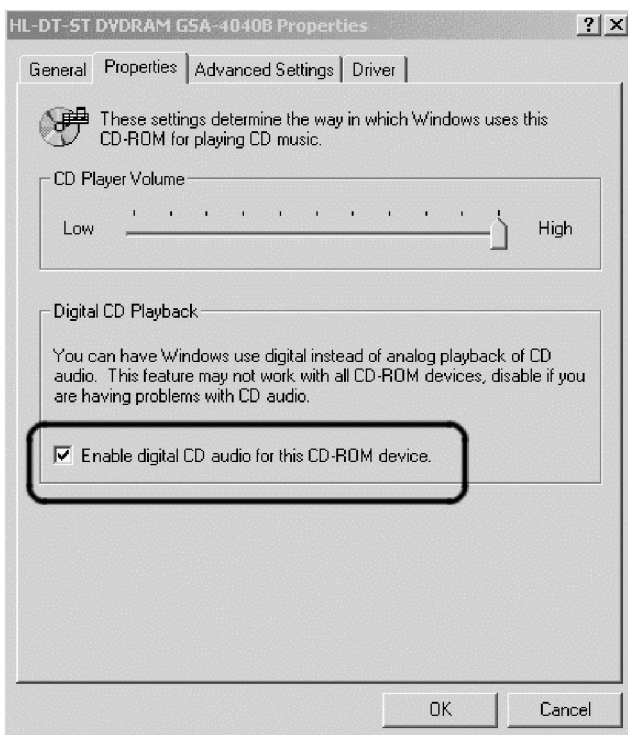 HL-DT-ST DVDRAM GSA-4040B Properties
General Properties Advanced Settings Driver
These settings determine the way in which Windows uses this
CD-ROM for playing CD music.
CD Player Volume
Low High
Digital CD Playback
You can have Windows use digital instead of analog playback of CD
audio. This feature may not work with all CD-ROM devices, disable if you
are having problems with CD audio.
Enable digital CD audio for this CD-ROM device.
OK Cancel